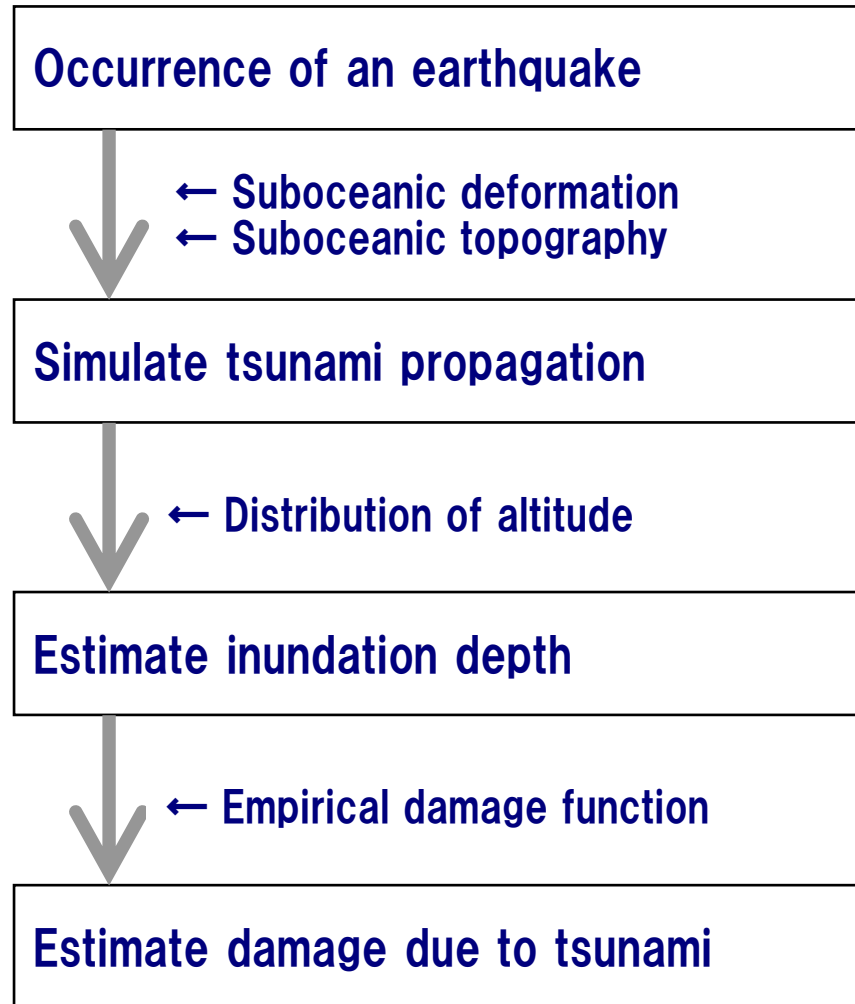 Occurrence of an earthquake
← Suboceanic deformation
← Suboceanic topography
Simulate tsunami propagation
← Distribution of altitude
Estimate inundation depth
← Empirical damage function
Estimate damage due to tsunami